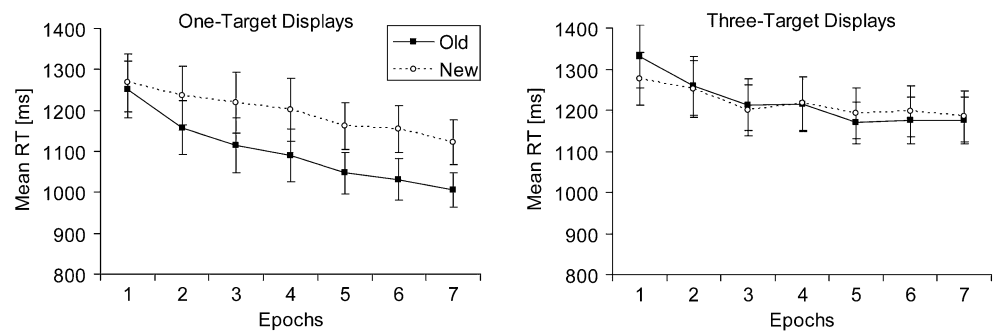 One-Target Displays
Old
New
Mean RT [ms]
1400
1300
1200
1100
1000
900
800
1 2 3 4 5 6 7
Epochs
Three-Target Displays
Mean RT [ms]
1400
1300
1200
1100
1000
900
800
1 2 3 4 5 6 7
Epochs